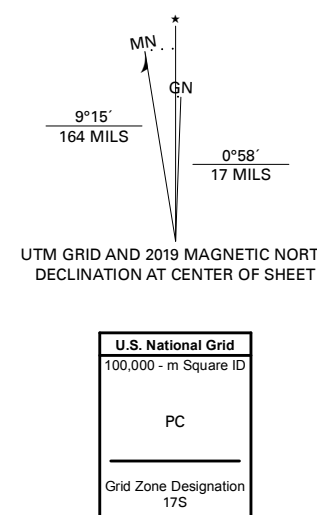 ★
MN
GN
9°15´
164 MILS
0°58´
17 MILS
UTM GRID AND 2019 MAGNETIC NORT
DECLINATION AT CENTER OF SHEET
U.S. National Grid
100,000 - m Square ID
PC
Grid Zone Designation
17S